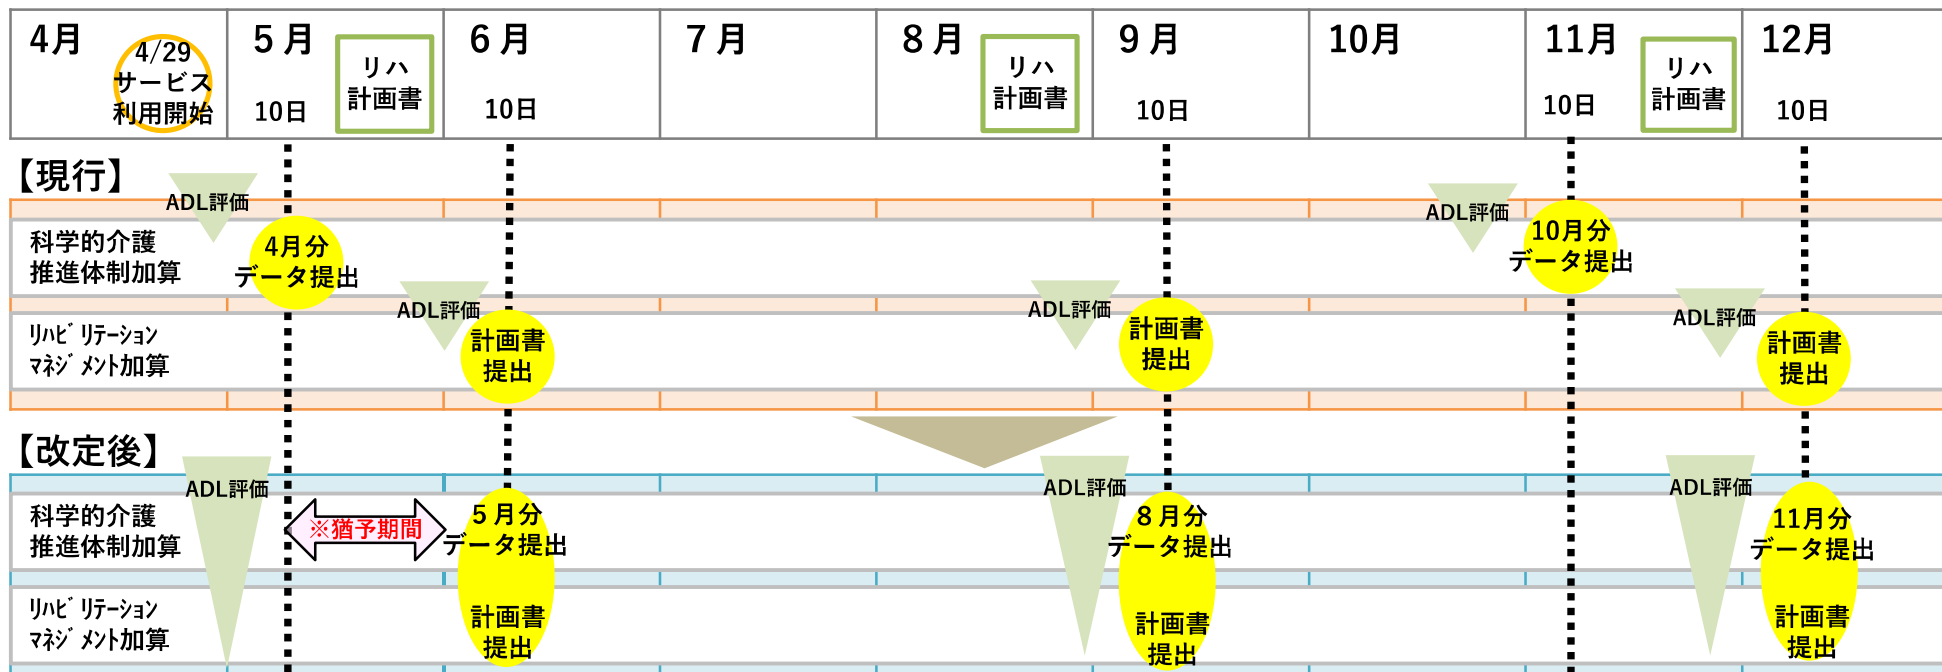 4月
4/29
サービス
利用開始
5月
10日
リハ
計画書
6月
10日
7月
8月
リハ
計画書
9月
10日
10月
11月
10日
リハ
計画書
12月
10日
【現行】
ADL評価
ADL評価
科学的介護
推進体制加算
4月分
データ提出
10月分
データ提出
ADL評価
ADL評価
ADL評価
リハビリテーション
マネジメント加算
計画書
提出
計画書
提出
計画書
提出
【改定後】
ADL評価
ADL評価
ADL評価
科学的介護
推進体制加算
※猶予期間
5月分
データ提出
8月分
データ提出
11月分
データ提出
リハビリテーション
マネジメント加算
計画書
提出
計画書
提出
計画書
提出